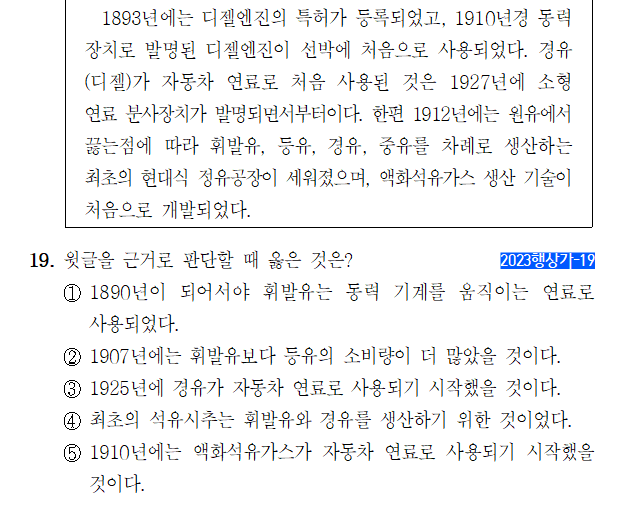 1893년에는 디젤엔진의 특허가 등록되었고, 1910년경 동력
장치로 발명된 디젤엔진이 선박에 처음으로 사용되었다. 경유
(디젤)가 자동차 연료로 처음 사용된 것은 1927년에 소형
연료 분사장치가 발명되면서부터이다. 한편 1912년에는 원유에서
끓는점에 따라 휘발유, 등유, 경유, 중유를 차례로 생산하는
최초의 현대식 정유공장이 세워졌으며, 액화석유가스 생산 기술이
처음으로 개발되었다.
19. 윗글을 근거로 판단할 때 옳은 것은? 2023행상가-19
① 1890년이 되어서야 휘발유는 동력 기계를 움직이는 연료로
사용되었다.
② 1907년에는 휘발유보다 등유의 소비량이 더 많았을 것이다.
③ 1925년에 경유가 자동차 연료로 사용되기 시작했을 것이다.
④ 최초의 석유시추는 휘발유와 경유를 생산하기 위한 것이었다.
⑤ 1910년에는 액화석유가스가 자동차 연료로 사용되기 시작했을
것이다.